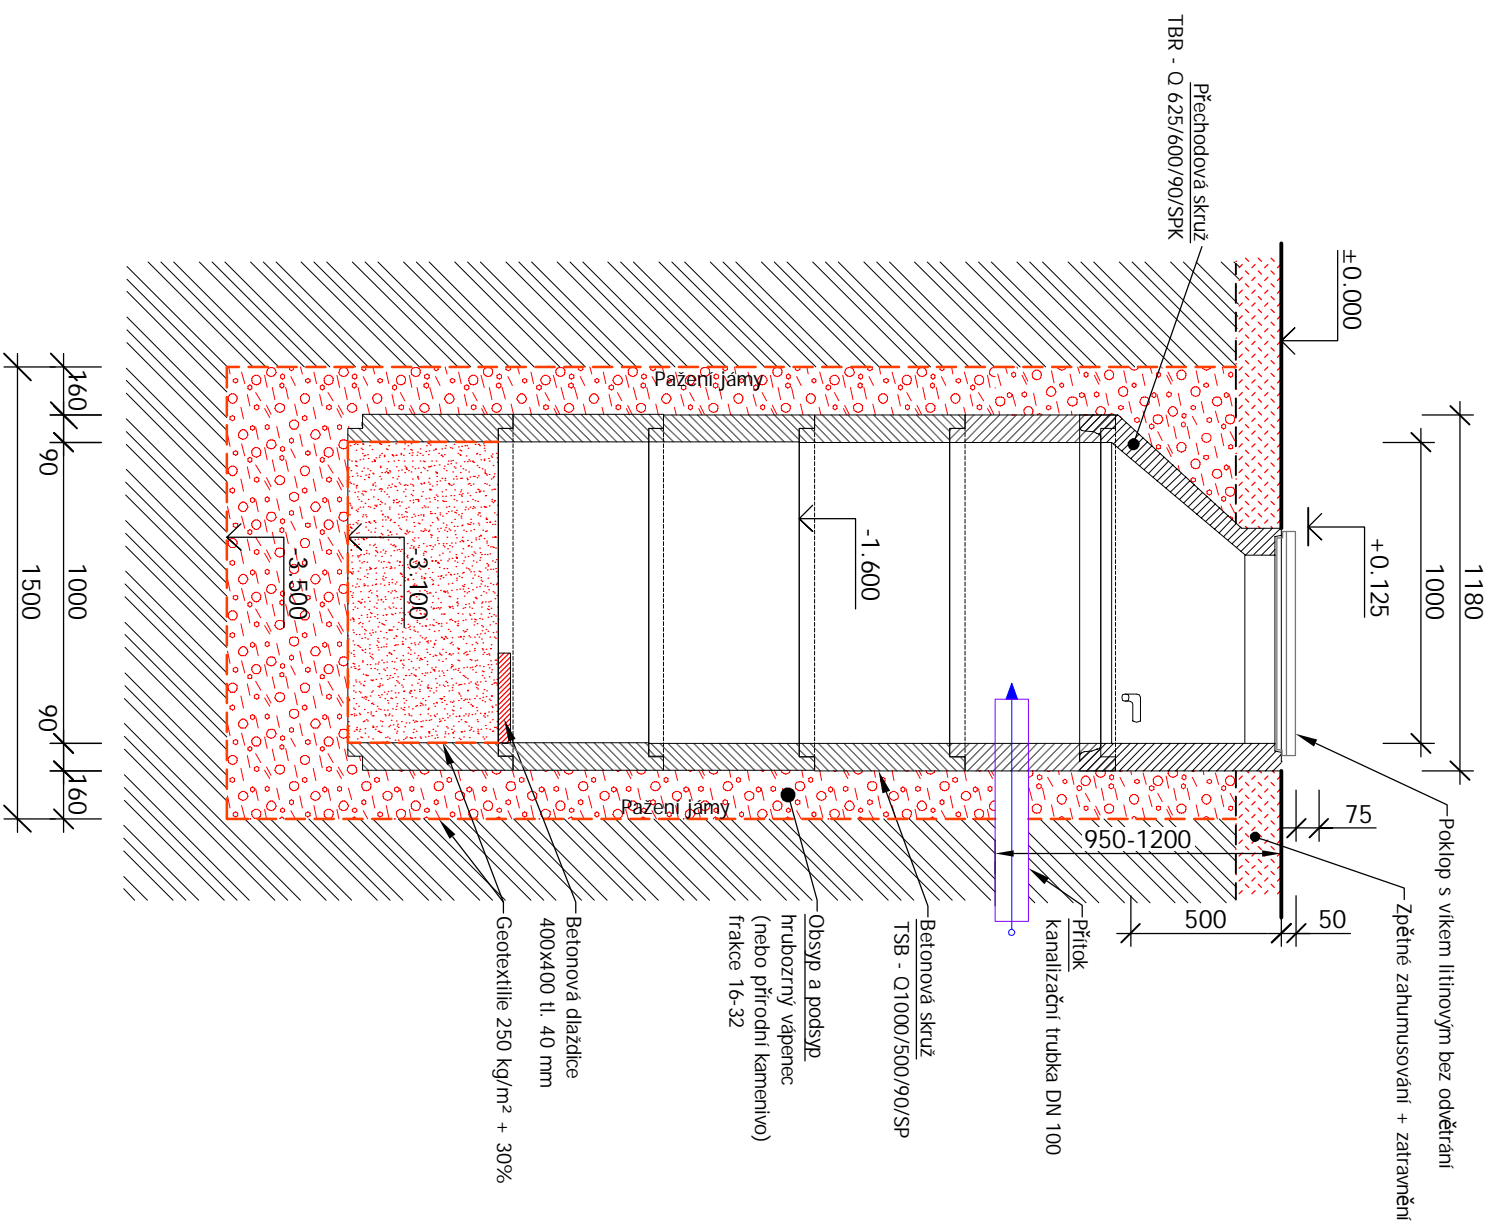 Přechodová skruž
TBR - Q 625/600/90/SPK
±0.000
+0.125
1180
1000
Poklop s víkem litinovým bez odvětrání
Zpětné zahumusování + zatravnění
75
50
500
950-1200
Přítok
kanalizační trubka DN 100
Betonová skruž
TSB - Q1000/500/90/SP
Obsyp a podsyp
hrubozrný vápenec
(nebo přírodní kamenivo)
frakce 16-32
Betonová dlaždice
400x400 tl. 40 mm
Geotextilie 250 kg/m² + 30%
Pažení jámy
Pažení jámy
-1.600
-3.100
-3.500
160
90
1000
90
160
1500